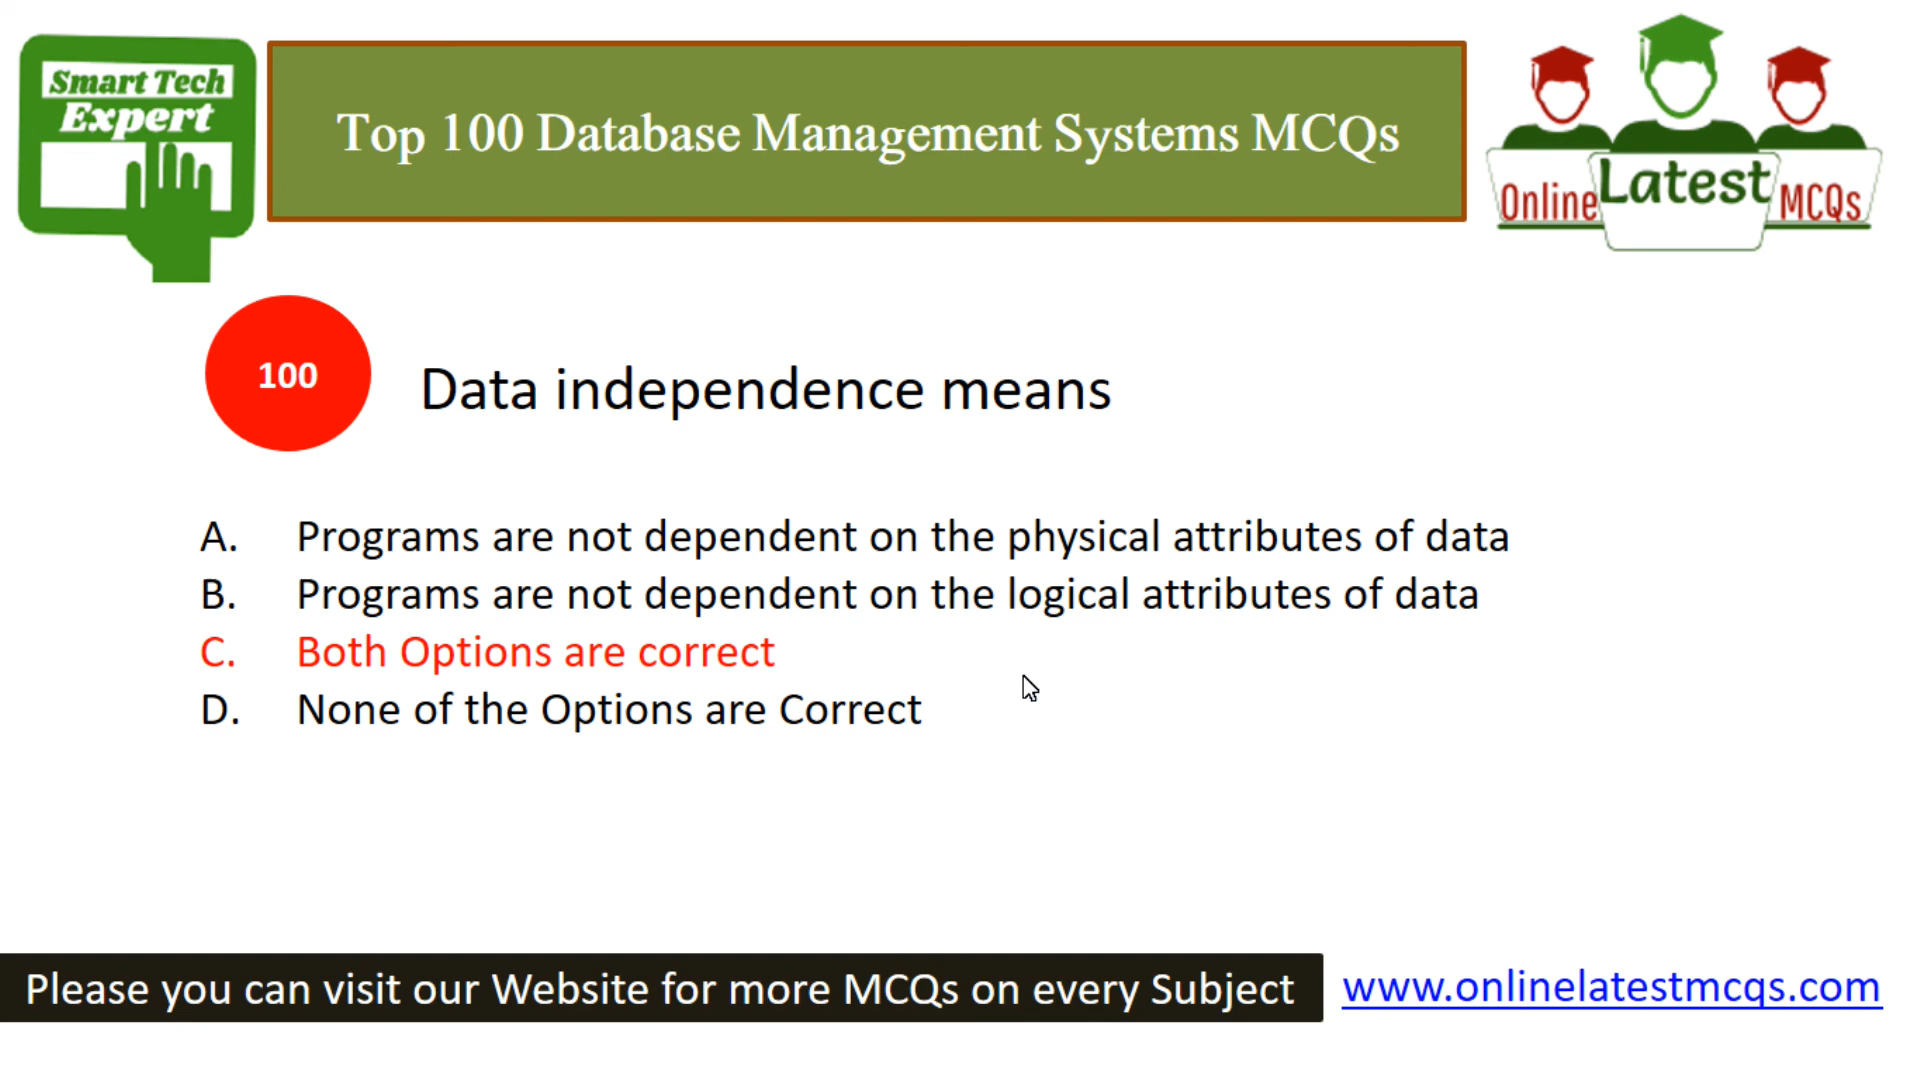 Smart Tech
Expert
Top 100 Database Management Systems MCQs
Online Latest MCQs
100
Data independence means
A. Programs are not dependent on the physical attributes of data
B. Programs are not dependent on the logical attributes of data
C. Both Options are correct
D. None of the Options are Correct
Please you can visit our Website for more MCQs on every Subject
www.onlinelatestmcqs.com